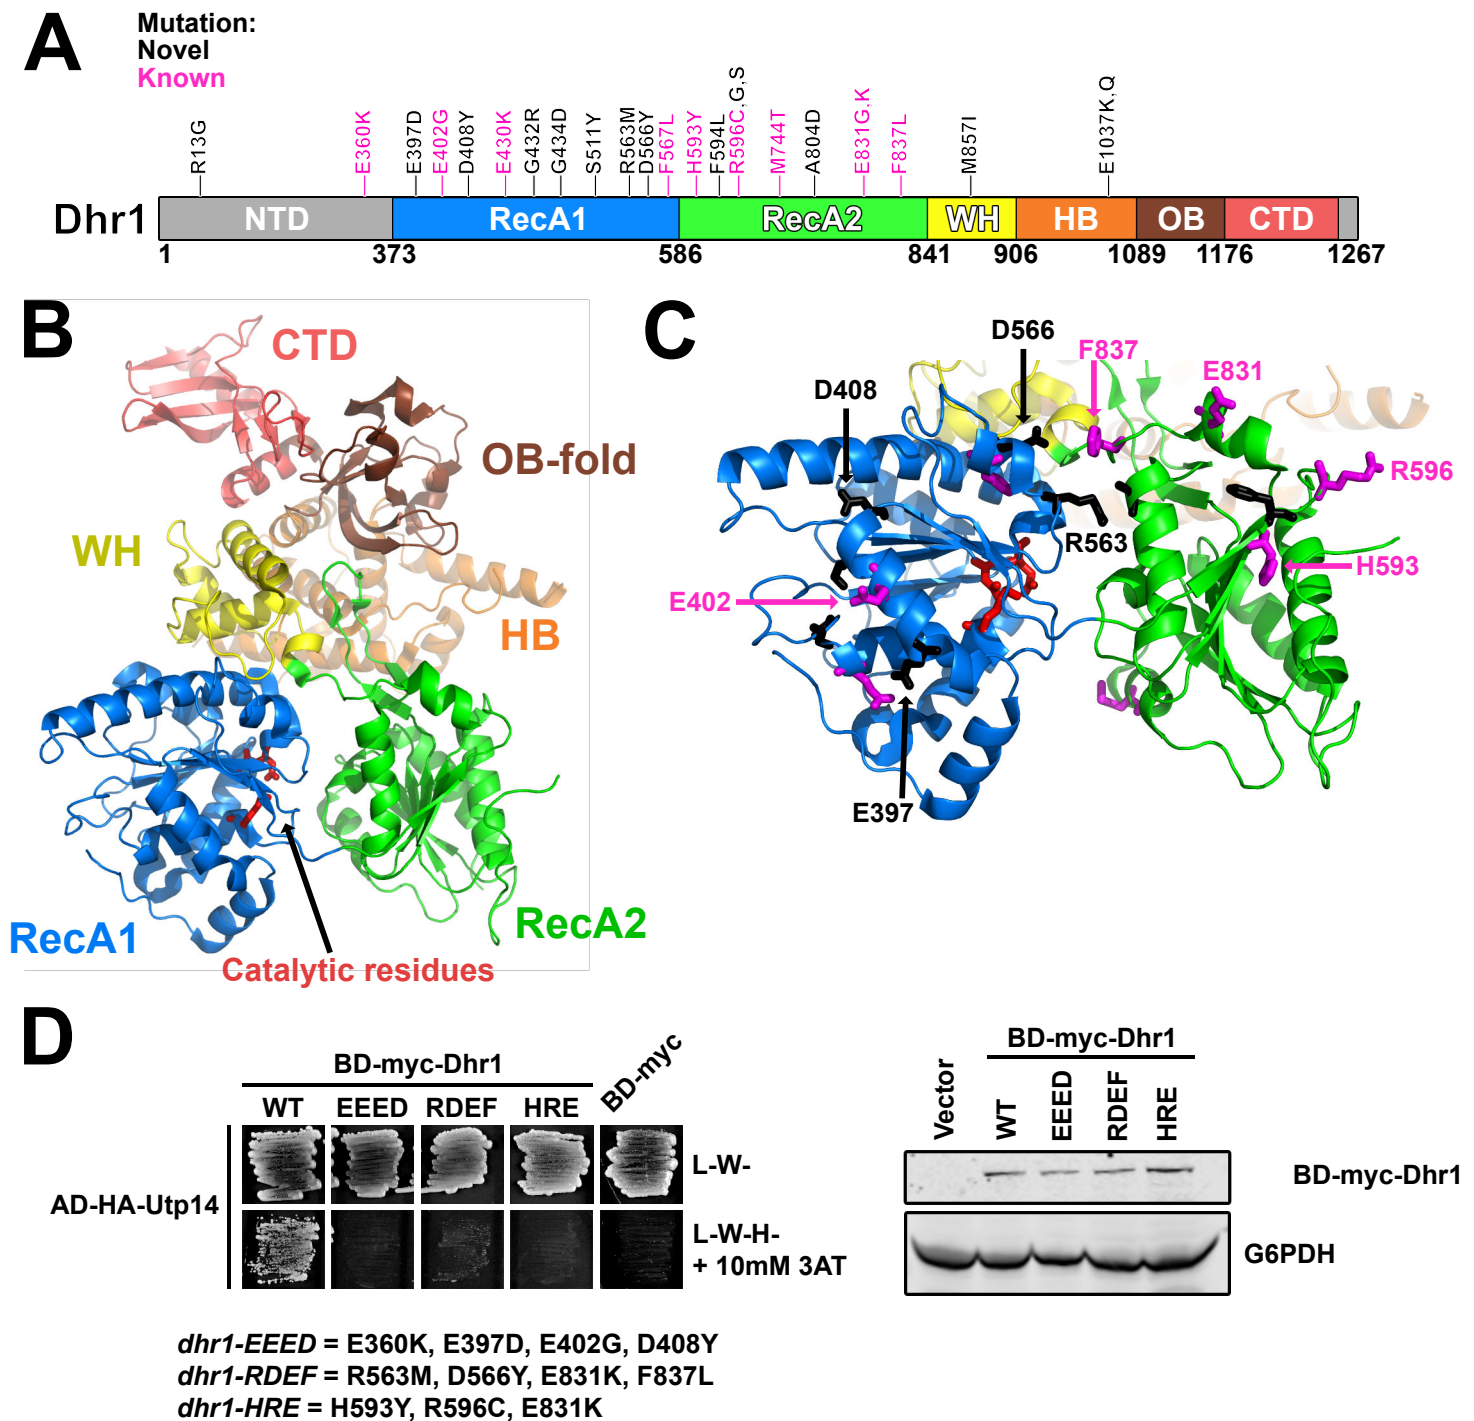 A
Mutation:
Novel
Known
R13G
E360K
E397D
E402G
D408Y
E430K
G432R
G434D
S511Y
R563M
D566Y
F567L
H593Y
F594L
R596C,G,S
M744T
A804D
E831G,K
F837L
M857I
E1037K,Q
Dhr1
NTD RecA1 RecA2 WH HB OB CTD
1 373 586 841 906 1089 1176 1267
B
CTD
OB-fold
WH
HB
RecA1
RecA2
Catalytic residues
C
D566
F837
E831
D408
R596
R563
H593
E402
E397
D
BD-myc-Dhr1
BD-myc
WT EEED RDEF HRE
AD-HA-Utp14
L-W-
L-W-H-
+ 10mM 3AT
BD-myc-Dhr1
Vector
WT
EEED
RDEF
HRE
BD-myc-Dhr1
G6PDH
dhr1-EEED = E360K, E397D, E402G, D408Y
dhr1-RDEF = R563M, D566Y, E831K, F837L
dhr1-HRE = H593Y, R596C, E831K